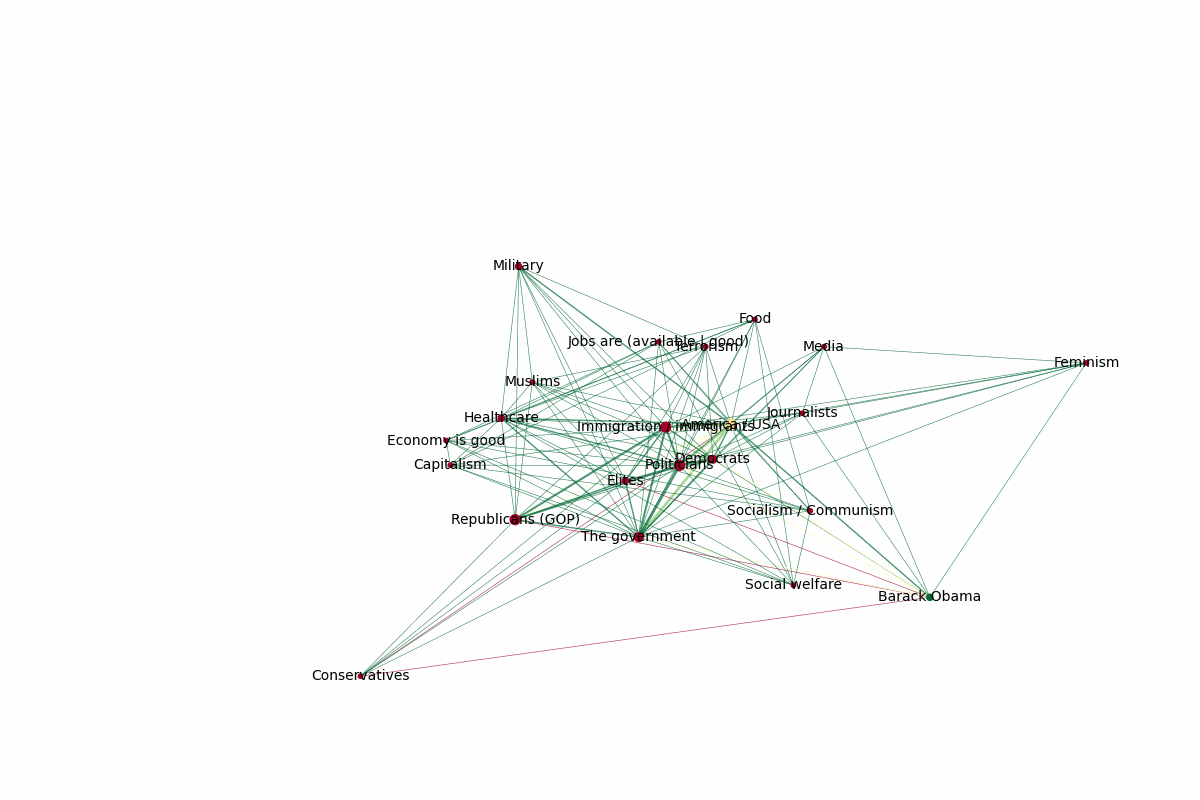 Military
Food
Jobs are (available | good)
Terrorism
Media
Feminism
Muslims
Journalists
Healthcare
America / USA
Immigration / immigrants
Economy is good
Democrats
Capitalism
Politicians
Elites
Socialism / Communism
Republicans (GOP)
The government
Social welfare
Barack Obama
Conservatives